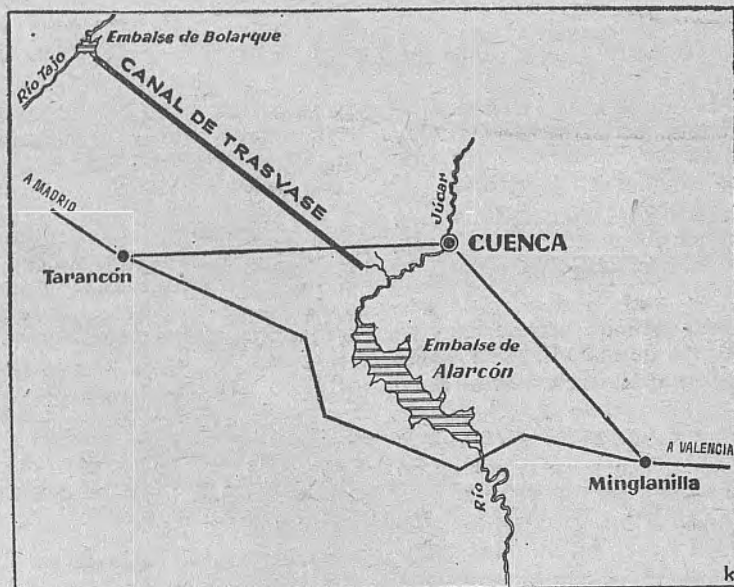 Embalse de Bolarque
Río Tajo
CANAL DE TRASVASE
A MADRID
Júcar
CUENCA
Tarancón
Embalse de
Alarcón
A VALENCIA
Minglanilla
Río
k